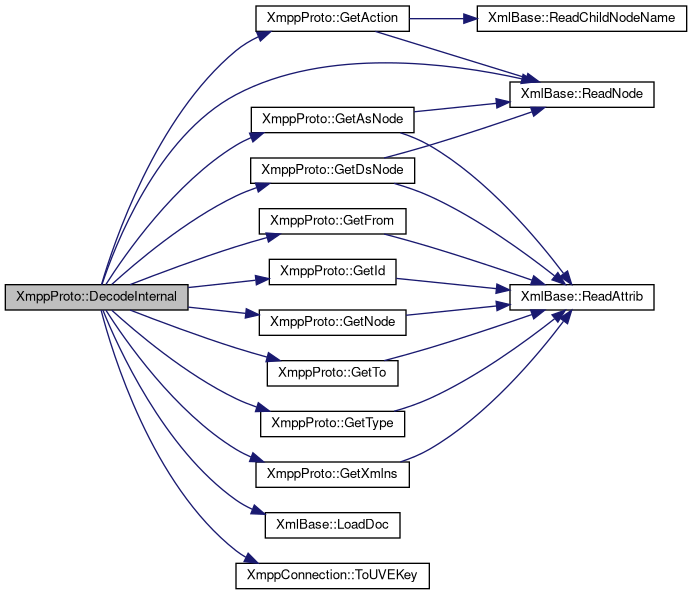 XmppProto::GetAction
XmlBase::ReadChildNodeName
XmlBase::ReadNode
XmppProto::GetAsNode
XmppProto::GetDsNode
XmppProto::GetFrom
XmppProto::GetId
XmppProto::DecodeInternal
XmlBase::ReadAttrib
XmppProto::GetNode
XmppProto::GetTo
XmppProto::GetType
XmppProto::GetXmlns
XmlBase::LoadDoc
XmppConnection::ToUVEKey